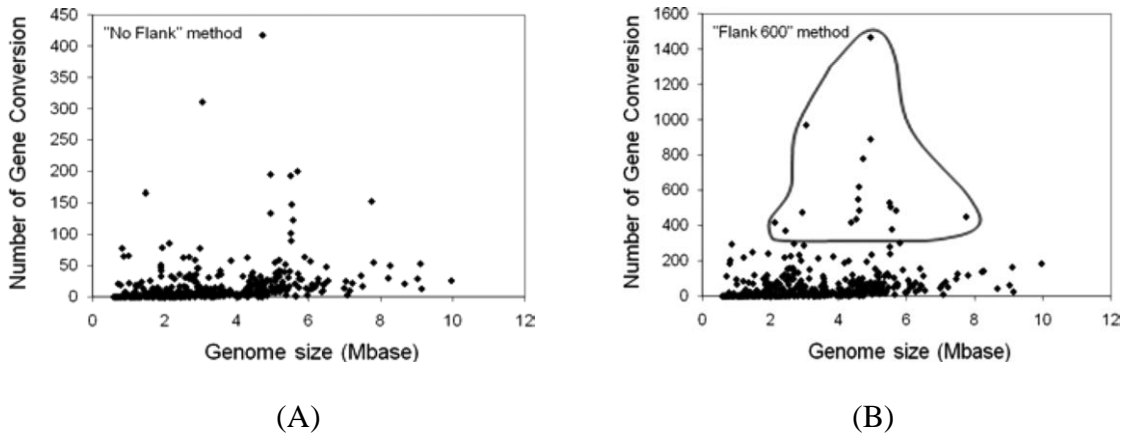 Number of Gene Conversion
450
400
350
300
250
200
150
100
50
0
"No Flank" method
0 2 4 6 8 10 12
Genome size (Mbase)
(A)
Number of Gene Conversion
1600
1400
1200
1000
800
600
400
200
0
"Flank 600" method
0 2 4 6 8 10 12
Genome size (Mbase)
(B)